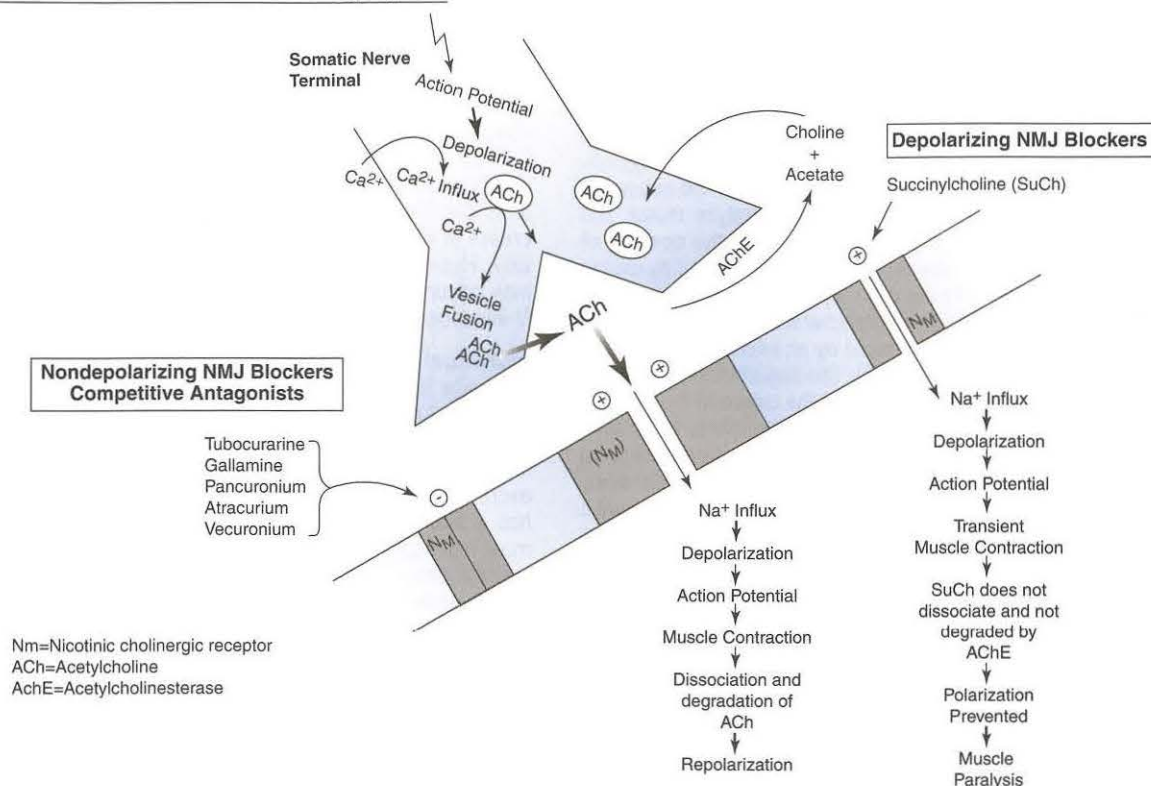 Somatic Nerve
Terminal
Action Potential
Depolarization
Ca2+
Ca2+ Influx
ACh
Ca2+
Vesicle
Fusion
ACh
ACh
ACh
ACh
ACh
AChE
Choline
+
Acetate
Depolarizing NMJ Blockers
Succinylcholine (SuCh)
+
NM
Na+ Influx
Depolarization
Action Potential
Transient
Muscle Contraction
SuCh does not
dissociate and not
degraded by
AChE
Polarization
Prevented
Muscle
Paralysis
Nondepolarizing NMJ Blockers
Competitive Antagonists
Tubocurarine
Gallamine
Pancuronium
Atracurium
Vecuronium
-
NM
+
+
(NM)
Na+ Influx
Depolarization
Action Potential
Muscle Contraction
Dissociation and
degradation of
ACh
Repolarization
Nm=Nicotinic cholinergic receptor
ACh=Acetylcholine
AchE=Acetylcholinesterase